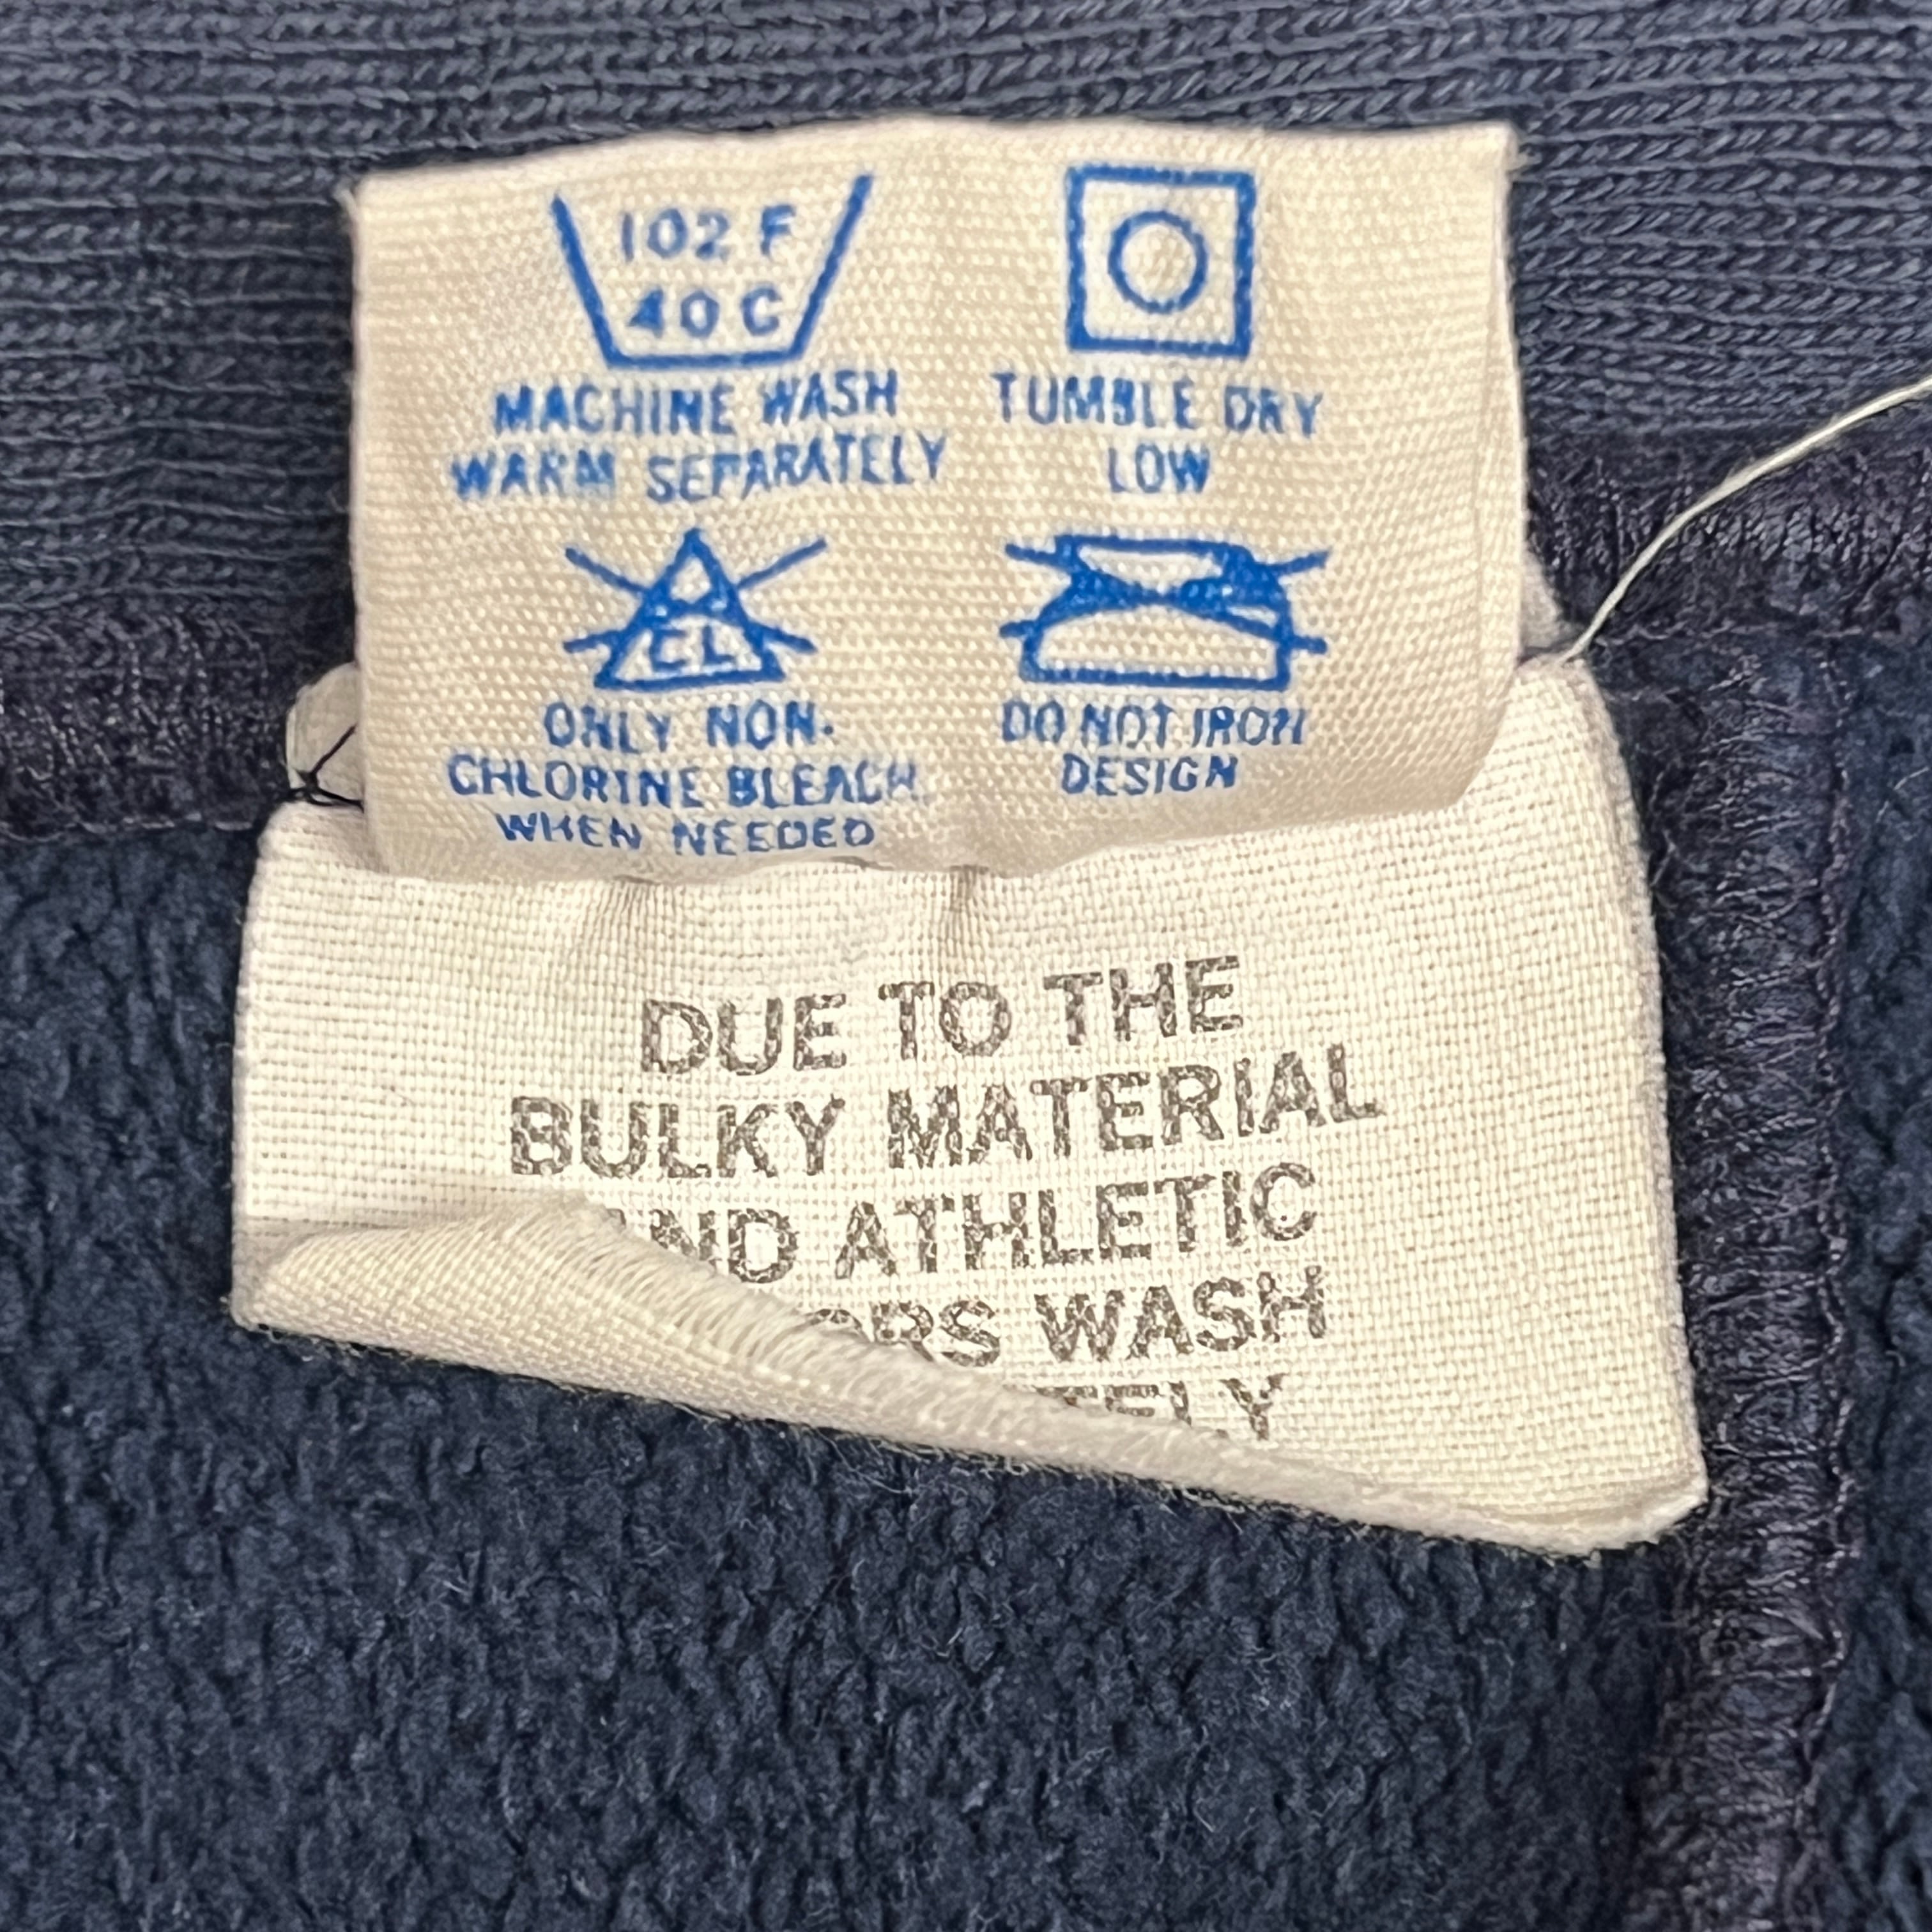 102 F
40 C
MACHINE WASH
WARM SEPARATELY
TUMBLE DRY
LOW
CL
ONLY NON-
CHLORINE BLEACH
WHEN NEEDED
DO NOT IRON
DESIGN
DUE TO THE
BULKY MATERIAL
AND ATHLETIC
WASH